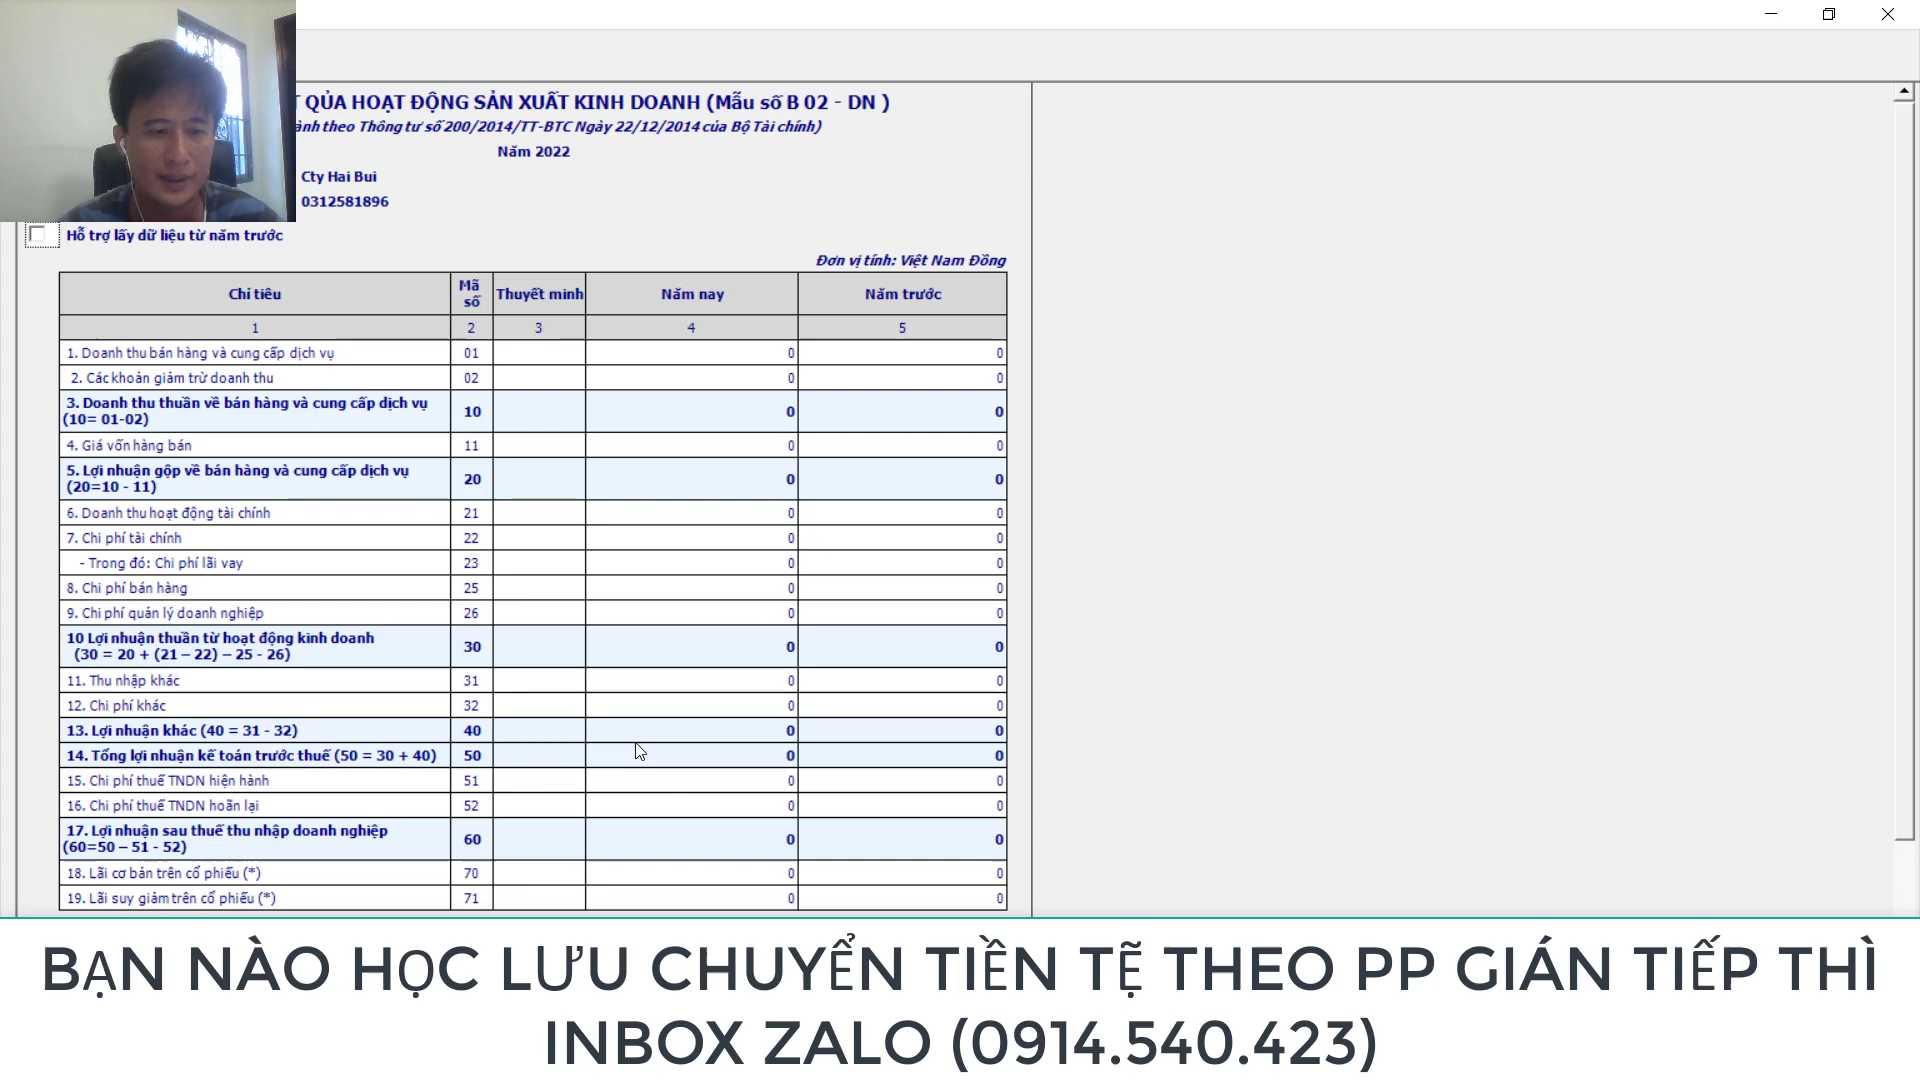 QỦA HOẠT ĐỘNG SẢN XUẤT KINH DOANH (Mẫu số B 02 - DN )
theo Thông tư số 200/2014/TT-BTC Ngày 22/12/2014 của Bộ Tài chính)
Năm 2022
Cty Hai Bui
0312581896
Hỗ trợ lấy dữ liệu từ năm trước
Đơn vị tính: Việt Nam Đồng
Chỉ tiêu Mã số Thuyết minh Năm nay Năm trước
1 2 3 4 5
1. Doanh thu bán hàng và cung cấp dịch vụ 01 0 0
2. Các khoản giảm trừ doanh thu 02 0 0
3. Doanh thu thuần về bán hàng và cung cấp dịch vụ
(10= 01-02) 10 0 0
4. Giá vốn hàng bán 11 0 0
5. Lợi nhuận gộp về bán hàng và cung cấp dịch vụ
(20=10 - 11) 20 0 0
6. Doanh thu hoạt động tài chính 21 0 0
7. Chi phí tài chính 22 0 0
- Trong đó: Chi phí lãi vay 23 0 0
8. Chi phí bán hàng 25 0 0
9. Chi phí quản lý doanh nghiệp 26 0 0
10 Lợi nhuận thuần từ hoạt động kinh doanh
(30 = 20 + (21 – 22) – 25 - 26) 30 0 0
11. Thu nhập khác 31 0 0
12. Chi phí khác 32 0 0
13. Lợi nhuận khác (40 = 31 - 32) 40 0 0
14. Tổng lợi nhuận kế toán trước thuế (50 = 30 + 40) 50 0 0
15. Chi phí thuế TNDN hiện hành 51 0 0
16. Chi phí thuế TNDN hoãn lại 52 0 0
17. Lợi nhuận sau thuế thu nhập doanh nghiệp
(60=50 – 51 - 52) 60 0 0
18. Lãi cơ bản trên cổ phiếu (*) 70 0 0
19. Lãi suy giảm trên cổ phiếu (*) 71 0 0
BẠN NÀO HỌC LƯU CHUYỂN TIỀN TỆ THEO PP GIÁN TIẾP THÌ
INBOX ZALO (0914.540.423)